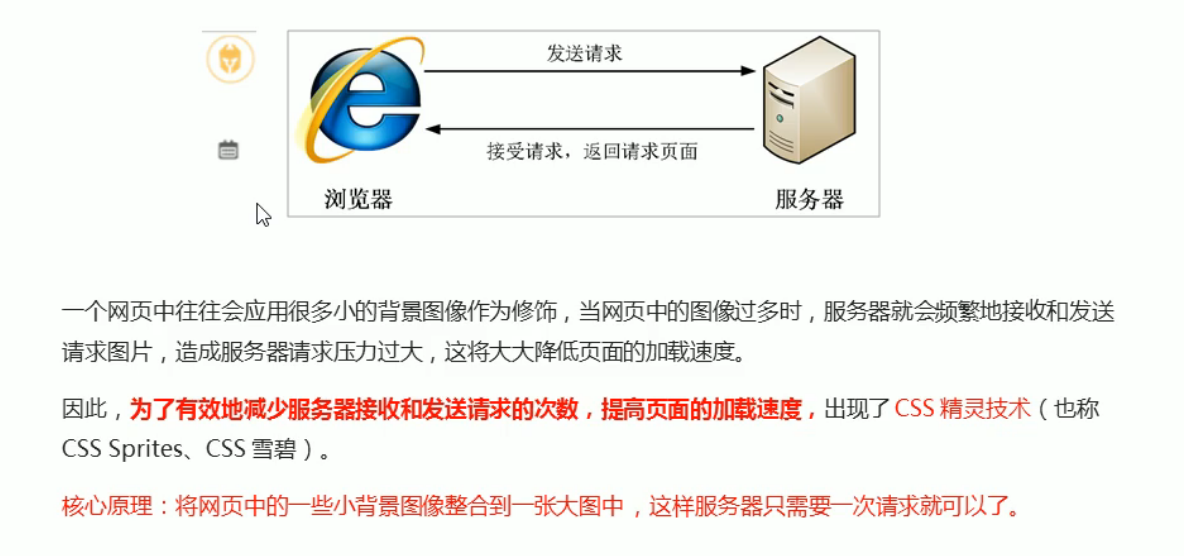 发送请求
接受请求，返回请求页面
浏览器
服务器
一个网页中往往会应用很多小的背景图像作为修饰，当网页中的图像过多时，服务器就会频繁地接收和发送
请求图片，造成服务器请求压力过大，这将大大降低页面的加载速度。
因此，为了有效地减少服务器接收和发送请求的次数，提高页面的加载速度，出现了 CSS 精灵技术（也称
CSS Sprites、CSS 雪碧）。
核心原理：将网页中的一些小背景图像整合到一张大图中，这样服务器只需要一次请求就可以了。